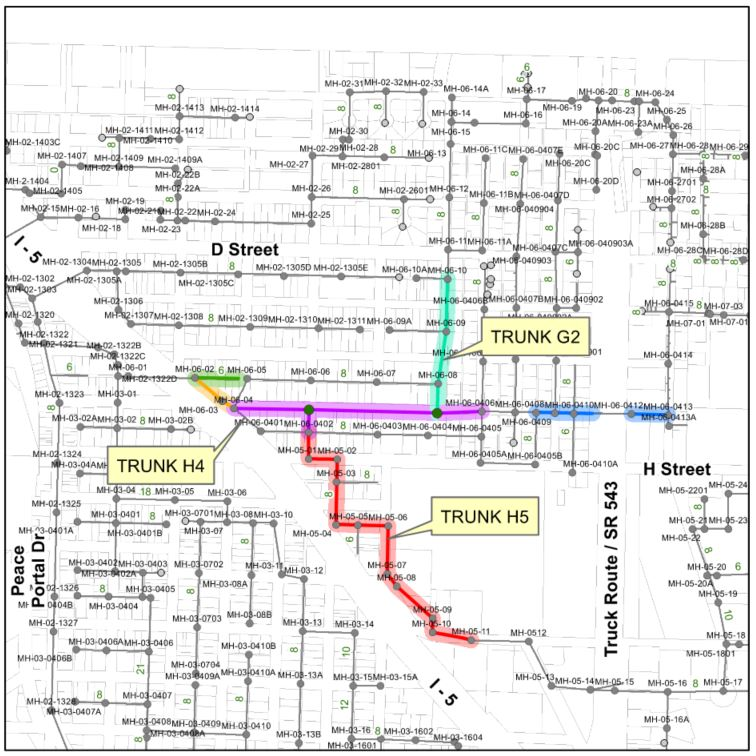 6
MH-02-31
MH-02-32
MH-02-33
MH-06-14A
MH-06-17
MH-06-20
8
MH-06-24
8
MH-02-1413
MH-02-1414
MH-06-19
MH-06-23
MH-06-25
MH-06-14
MH-06-16
MH-06-20A
MH-06-23A
MH-02-1411
MH-02-1412
MH-02-1410
MH-02-30
MH-06-15
MH-06-26
MH-02-1403C
MH-02-29
MH-02-28
8
MH-06-13
MH-06-11C
MH-06-0407E
MH-06-20C
MH-06-27
MH-06-28
MH-06-29
MH-02-1407
MH-02-1409
MH-02-1409A
MH-02-1408
MH-02-27
MH-02-2801
MH-06-20C
MH-06-28A
MH-02-22B
MH-2-1404
MH-02-1405
MH-02-22A
MH-02-26
8
MH-02-2601
MH-06-12
MH-06-11B
MH-06-0407D
MH-06-20D
MH-06-2701
MH-06-2702
MH-02-15
MH-02-16
MH-02-19
MH-02-22
MH-02-24
MH-02-18
MH-02-23
MH-02-25
MH-06-040904
MH-06-28B
I - 5
D Street
MH-06-11
MH-06-11A
MH-06-0407C
MH-06-040903A
MH-06-28C
MH-06-28D
MH-02-1304
MH-02-1305
MH-02-1305B
8
MH-02-1305D
MH-02-1305E
MH-06-10A
MH-06-10
MH-06-040903
MH-02-1302
MH-02-1303
MH-02-1305A
MH-02-1305C
MH-02-1306
MH-06-0407B
MH-06-040902
MH-06-0415
MH-07-03
MH-02-1320
MH-02-1307
MH-02-1308
8
MH-02-1309
MH-02-1310
MH-02-1311
MH-06-09A
MH-06-09
MH-07-01
MH-02-1322
MH-02-1321
MH-02-1322B
MH-02-1322C
TRUNK G2
6
MH-06-01
MH-02-1322D
MH-06-02
6
MH-06-05
MH-06-06
8
MH-06-07
MH-06-08
MH-02-1323
MH-03-01
MH-06-03
MH-06-04
MH-06-0406
MH-06-0408
MH-06-0410
MH-06-0412
MH-06-0413
MH-03-02A
MH-03-02
8
MH-03-02B
MH-06-0401
MH-06-0402
8
MH-06-0403
MH-06-0404
MH-06-0405
MH-06-0409
MH-06-0413A
MH-02-1324
TRUNK H4
MH-05-01
MH-05-02
MH-06-0405A
MH-06-0405B
MH-06-0410A
H Street
MH-05-03
8
MH-03-04
18
MH-03-05
MH-03-06
MH-05-2201
MH-05-24
MH-02-1325
MH-03-0401
8
MH-03-0701
MH-03-08
MH-03-10
MH-05-05
MH-05-06
TRUNK H5
MH-05-21
MH-05-23
MH-03-0401A
MH-03-0401B
MH-03-07
MH-05-04
6
MH-05-22
Peace
Portal Dr.
Truck Route / SR 543
MH-03-0402
MH-03-0403
MH-03-0402A
MH-03-0702
MH-03-11
MH-03-12
MH-05-07
MH-05-08
MH-05-20
6
MH-05-20A
MH-03-08A
MH-03-0404
MH-03-0405
MH-05-19
MH-02-1327
MH-03-0703
MH-03-08B
MH-03-13
MH-03-14
MH-05-09
MH-05-10
MH-05-11
MH-0512
10
MH-05-18
MH-03-0406A
MH-03-0406
MH-03-0406B
MH-03-0410B
10
MH-05-1801
MH-03-0704
MH-03-0409A
MH-03-0410A
MH-03-13A
MH-03-15
MH-03-15A
MH-05-13
MH-05-14
MH-05-15
MH-05-16
8
MH-05-17
21
I - 5
MH-02-1328
8
MH-03-0407
MH-03-0407A
12
MH-03-0408
MH-03-0409
MH-03-0410
MH-03-0408A
MH-03-13B
MH-03-16
8
MH-03-1602
MH-03-1604
MH-03-1601
MH-05-16A